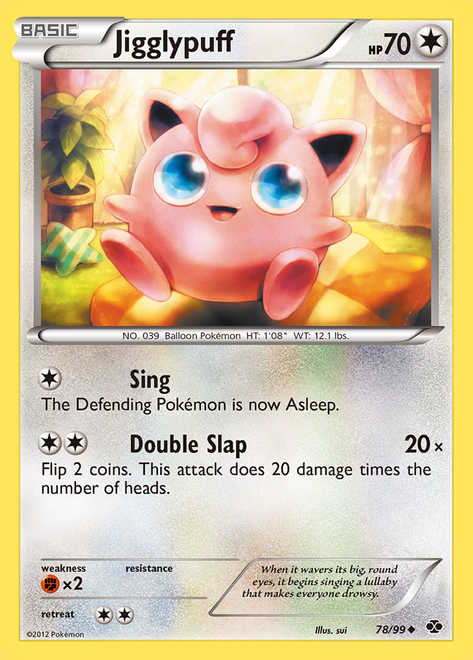 BASIC
Jigglypuff
HP70
NO. 039 Balloon Pokémon HT: 1'08" WT: 12.1 lbs.
Sing
The Defending Pokémon is now Asleep.
Double Slap 20×
Flip 2 coins. This attack does 20 damage times the
number of heads.
weakness resistance
×2
retreat
When it wavers its big, round
eyes, it begins singing a lullaby
that makes everyone drowsy.
©2012 Pokémon
Illus. sui
78/99